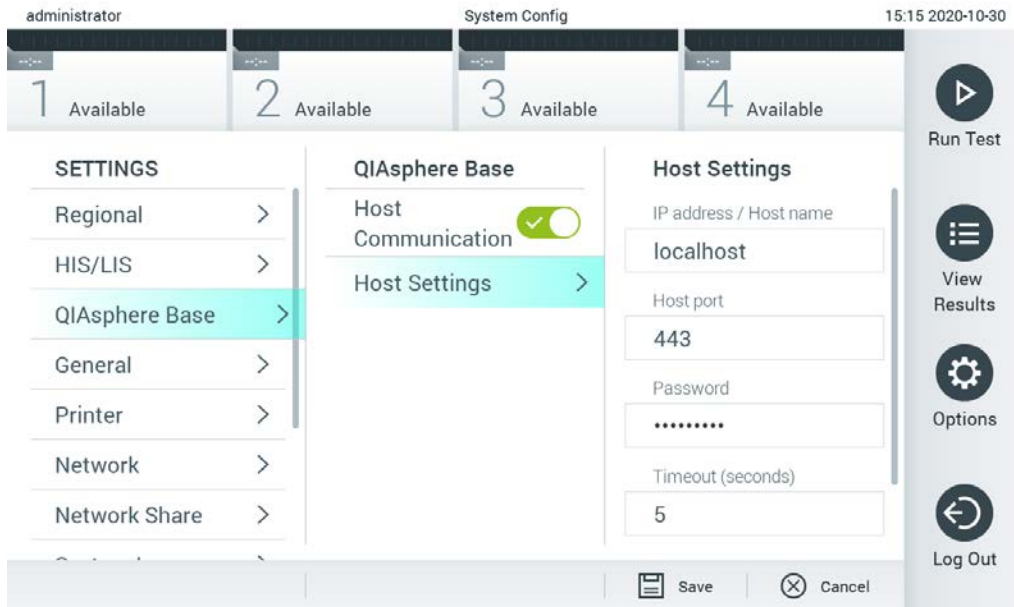 administrator System Config 15:15 2020-10-30
--:-- --:-- --:-- --:--
1 Available 2 Available 3 Available 4 Available
Run Test
SETTINGS
Regional
HIS/LIS
QIAsphere Base
General
Printer
Network
Network Share
QIAsphere Base
Host
Communication
Host Settings
Host Settings
IP address / Host name
localhost
Host port
443
Password
•••••••••
Timeout (seconds)
5
View
Results
Options
Log Out
Save Cancel